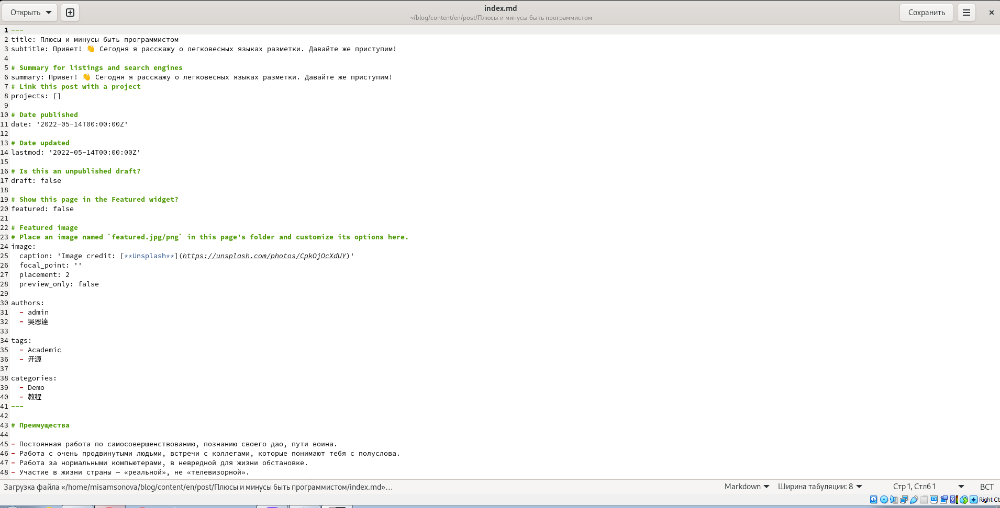 Открыть
index.md
~/blog/content/en/post/Плюсы и минусы быть программистом
Сохранить
1 ---
2 title: Плюсы и минусы быть программистом
3 subtitle: Привет! 👋 Сегодня я расскажу о легковесных языках разметки. Давайте же приступим!
4
5 # Summary for listings and search engines
6 summary: Привет! 👋 Сегодня я расскажу о легковесных языках разметки. Давайте же приступим!
7 # Link this post with a project
8 projects: []
9
10 # Date published
11 date: '2022-05-14T00:00:00Z'
12
13 # Date updated
14 lastmod: '2022-05-14T00:00:00Z'
15
16 # Is this an unpublished draft?
17 draft: false
18
19 # Show this page in the Featured widget?
20 featured: false
21
22 # Featured image
23 # Place an image named `featured.jpg/png` in this page's folder and customize its options here.
24 image:
25   caption: 'Image credit: [**Unsplash**](https://unsplash.com/photos/CpkOjOcXdUY)'
26   focal_point: ''
27   placement: 2
28   preview_only: false
29
30 authors:
31   - admin
32   - 吳恩達
33
34 tags:
35   - Academic
36   - 开源
37
38 categories:
39   - Demo
40   - 教程
41 ---
42
43 # Преимущества
44
45 - Постоянная работа по самосовершенствованию, познанию своего дао, пути воина.
46 - Работа с очень продвинутыми людьми, встречи с коллегами, которые понимают тебя с полуслова.
47 - Работа за нормальными компьютерами, в невредной для жизни обстановке.
48 - Участие в жизни страны — «реальной», не «телевизорной».
Загрузка файла «/home/misamsonova/blog/content/en/post/Плюсы и минусы быть программистом/index.md»…
Markdown
Ширина табуляции: 8
Стр 1, Стлб 1
ВСТ
Right Ct